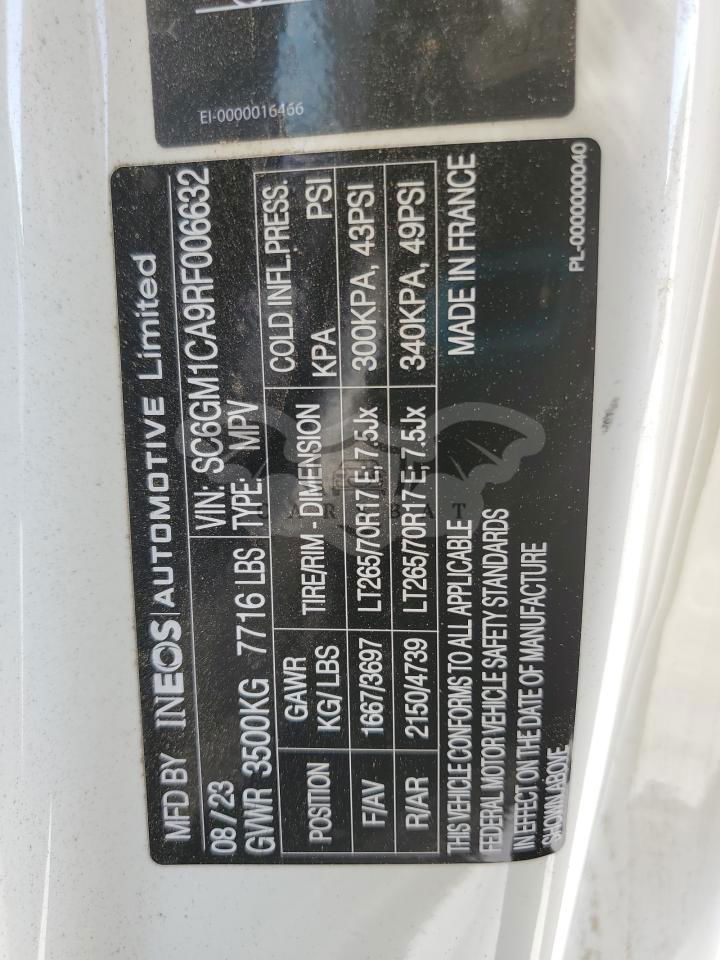 EI-0000016466
MFD BY INEOS AUTOMOTIVE Limited
08 / 23 VIN: SC6GM1CA9RF006632
GVWR 3500KG 7716 LBS TYPE: MPV
POSITION GAWR KG/ LBS TIRE/RIM - DIMENSION COLD INFL.PRESS. KPA PSI
F/AV 1667/3697 LT265/70R17 E; 7.5Jx 300KPA, 43PSI
R/AR 2150/4739 LT265/70R17 E; 7.5Jx 340KPA, 49PSI
THIS VEHICLE CONFORMS TO ALL APPLICABLE MADE IN FRANCE
FEDERAL MOTOR VEHICLE SAFETY STANDARDS
IN EFFECT ON THE DATE OF MANUFACTURE
SHOWN ABOVE
PL-0000000040